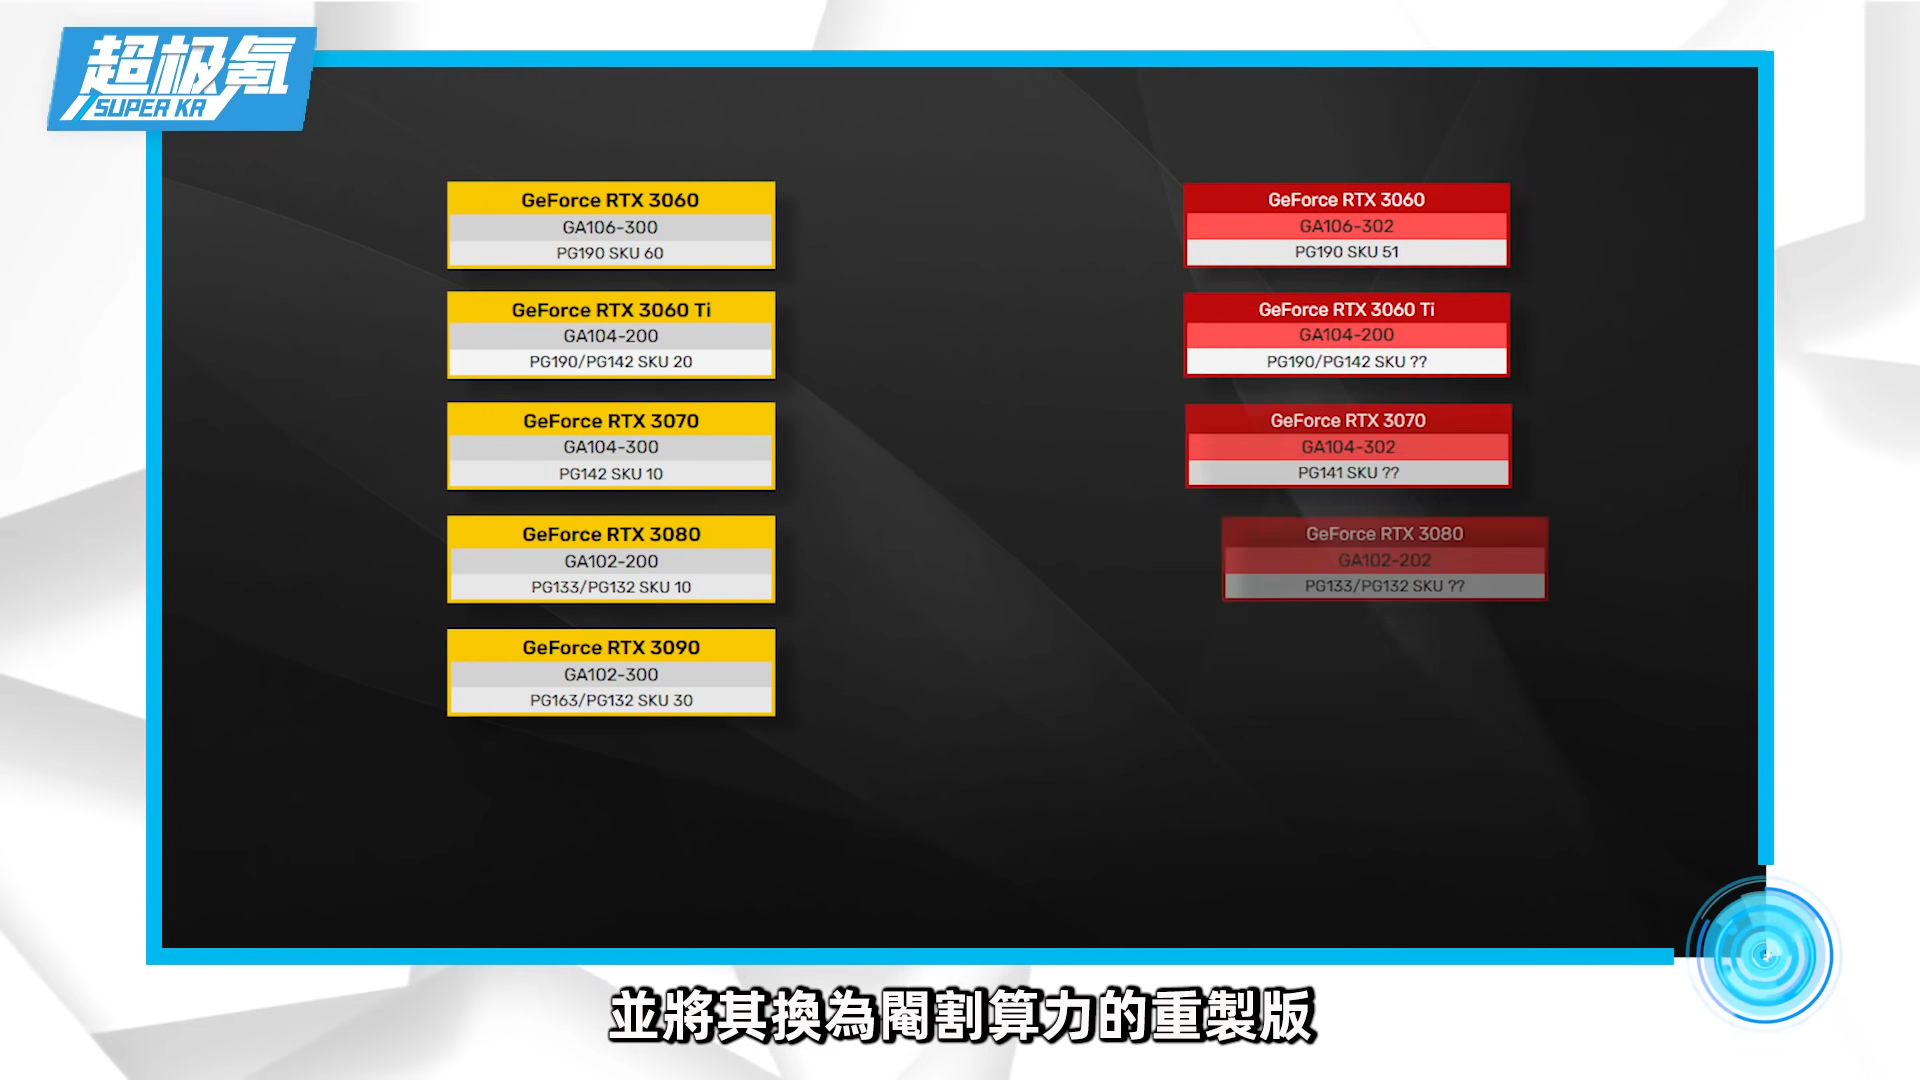 超极氪
SUPER KR
GeForce RTX 3060
GA106-300
PG190 SKU 60
GeForce RTX 3060 Ti
GA104-200
PG190/PG142 SKU 20
GeForce RTX 3070
GA104-300
PG142 SKU 10
GeForce RTX 3080
GA102-200
PG133/PG132 SKU 10
GeForce RTX 3090
GA102-300
PG163/PG132 SKU 30
GeForce RTX 3060
GA106-302
PG190 SKU 51
GeForce RTX 3060 Ti
GA104-200
PG190/PG142 SKU ??
GeForce RTX 3070
GA104-302
PG141 SKU ??
GeForce RTX 3080
GA102-202
PG133/PG132 SKU ??
並將其換為閹割算力的重製版